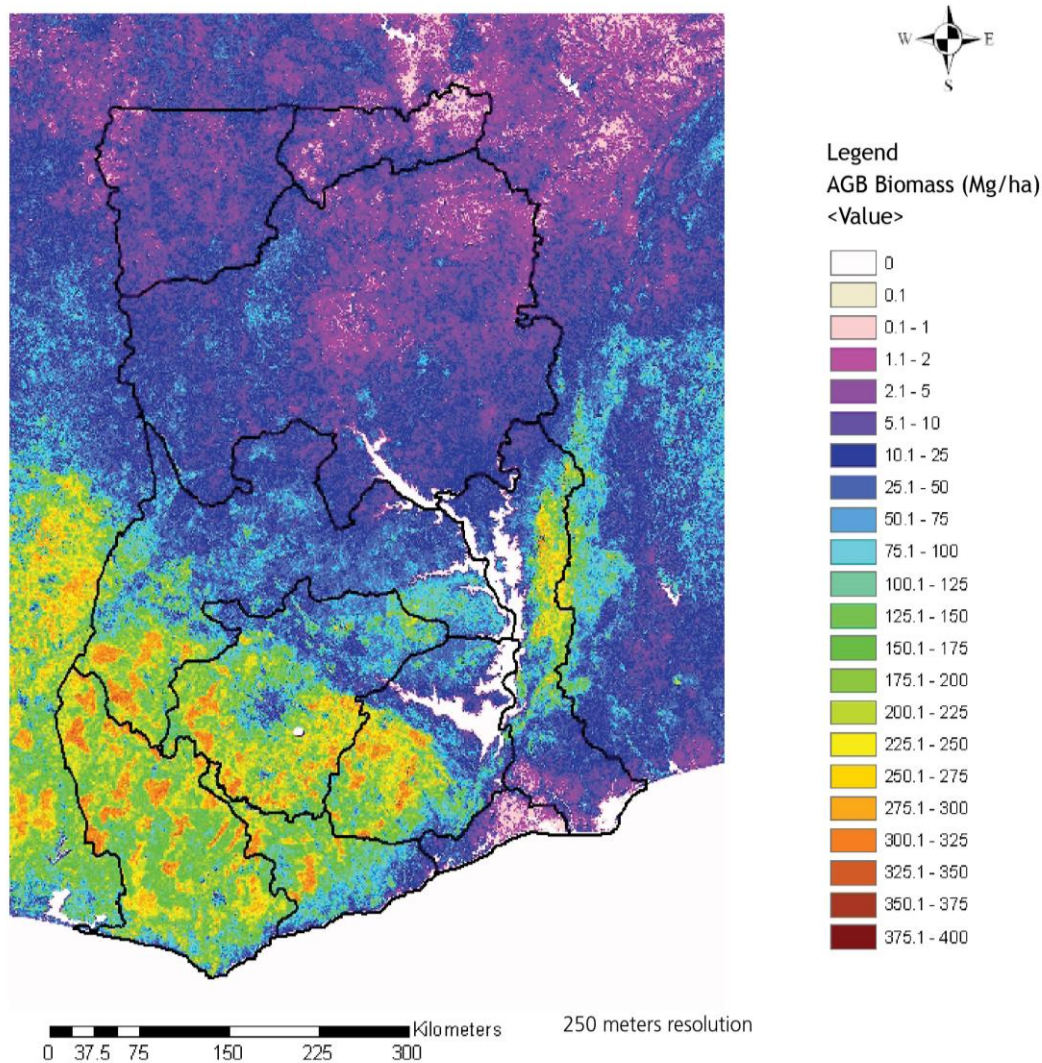 W E
S
Legend
AGB Biomass (Mg/ha)
<Value>
0
0.1
0.1 - 1
1.1 - 2
2.1 - 5
5.1 - 10
10.1 - 25
25.1 - 50
50.1 - 75
75.1 - 100
100.1 - 125
125.1 - 150
150.1 - 175
175.1 - 200
200.1 - 225
225.1 - 250
250.1 - 275
275.1 - 300
300.1 - 325
325.1 - 350
350.1 - 375
375.1 - 400
Kilometers
0 37.5 75 150 225 300
250 meters resolution